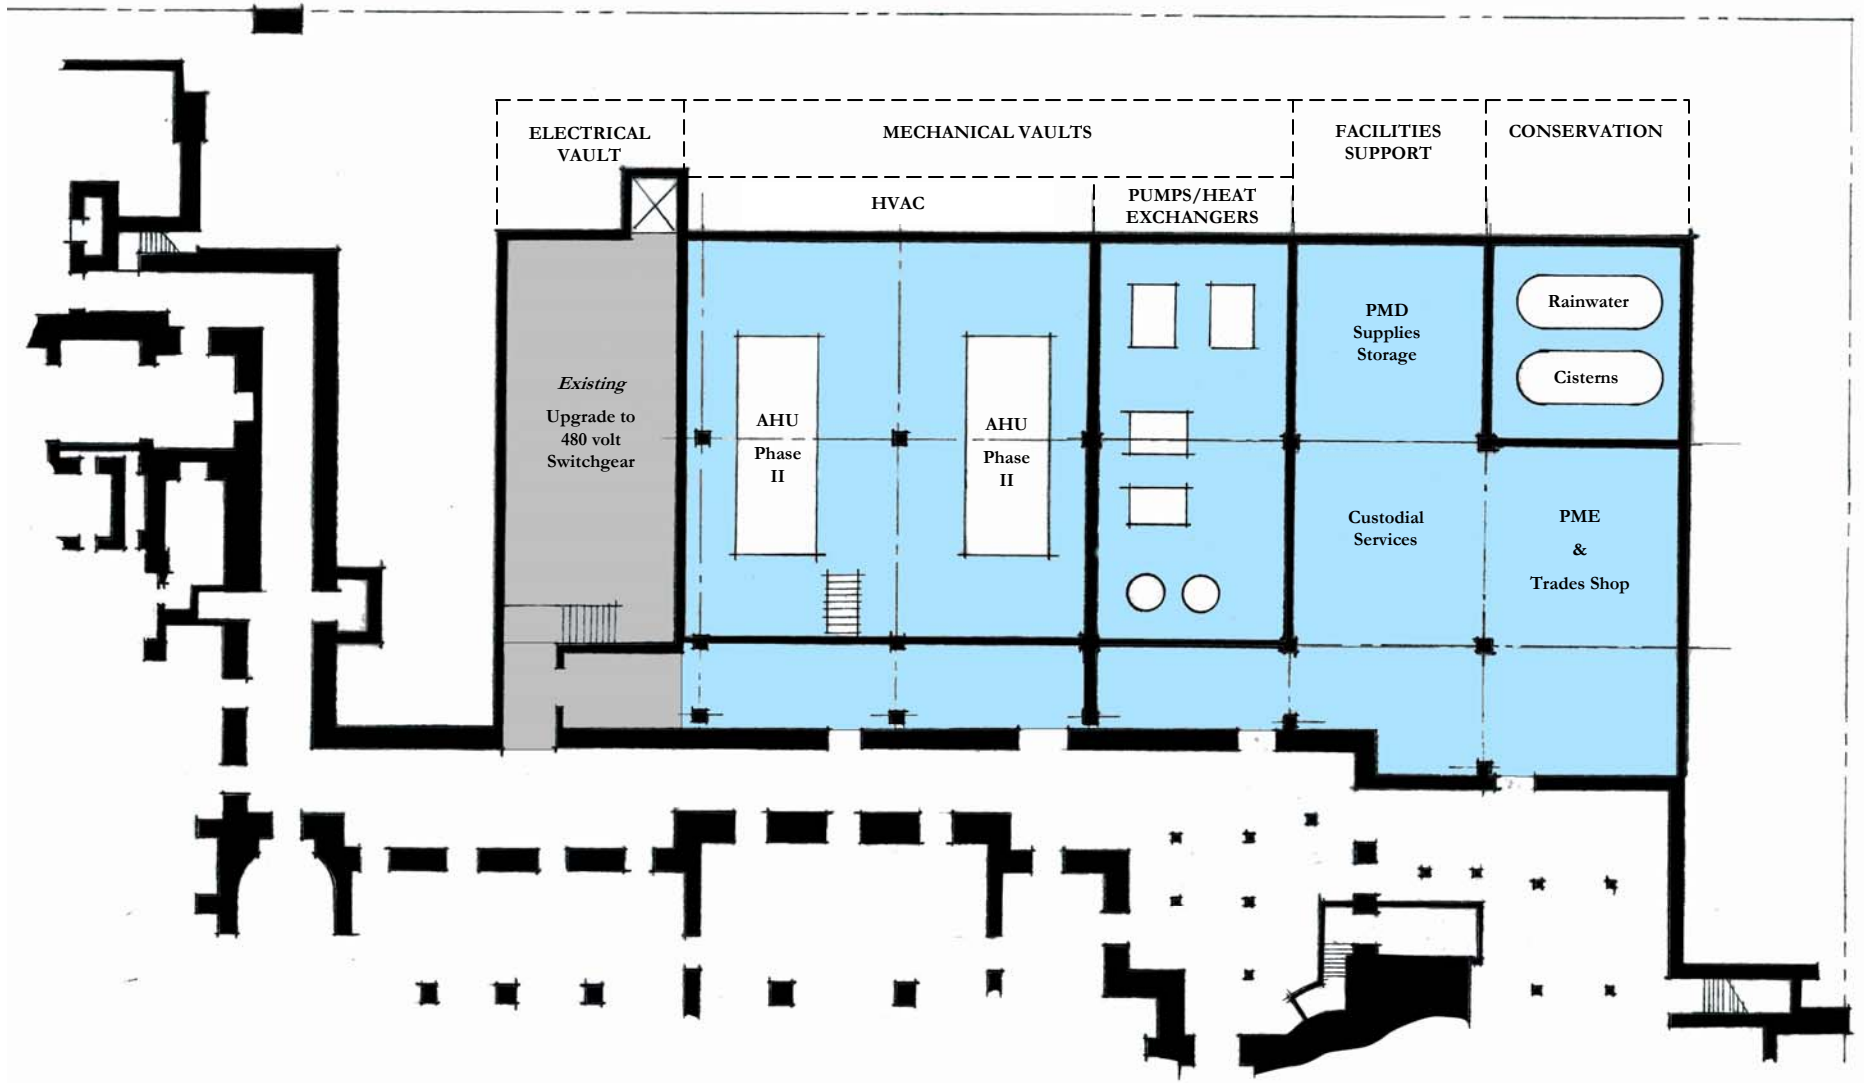 ELECTRICAL
VAULT
MECHANICAL VAULTS
FACILITIES
SUPPORT
CONSERVATION
HVAC
PUMPS/HEAT
EXCHANGERS
Existing
Upgrade to
480 volt
Switchgear
AHU
Phase
II
AHU
Phase
II
PMD
Supplies
Storage
Custodial
Services
Rainwater
Cisterns
PME
&
Trades Shop